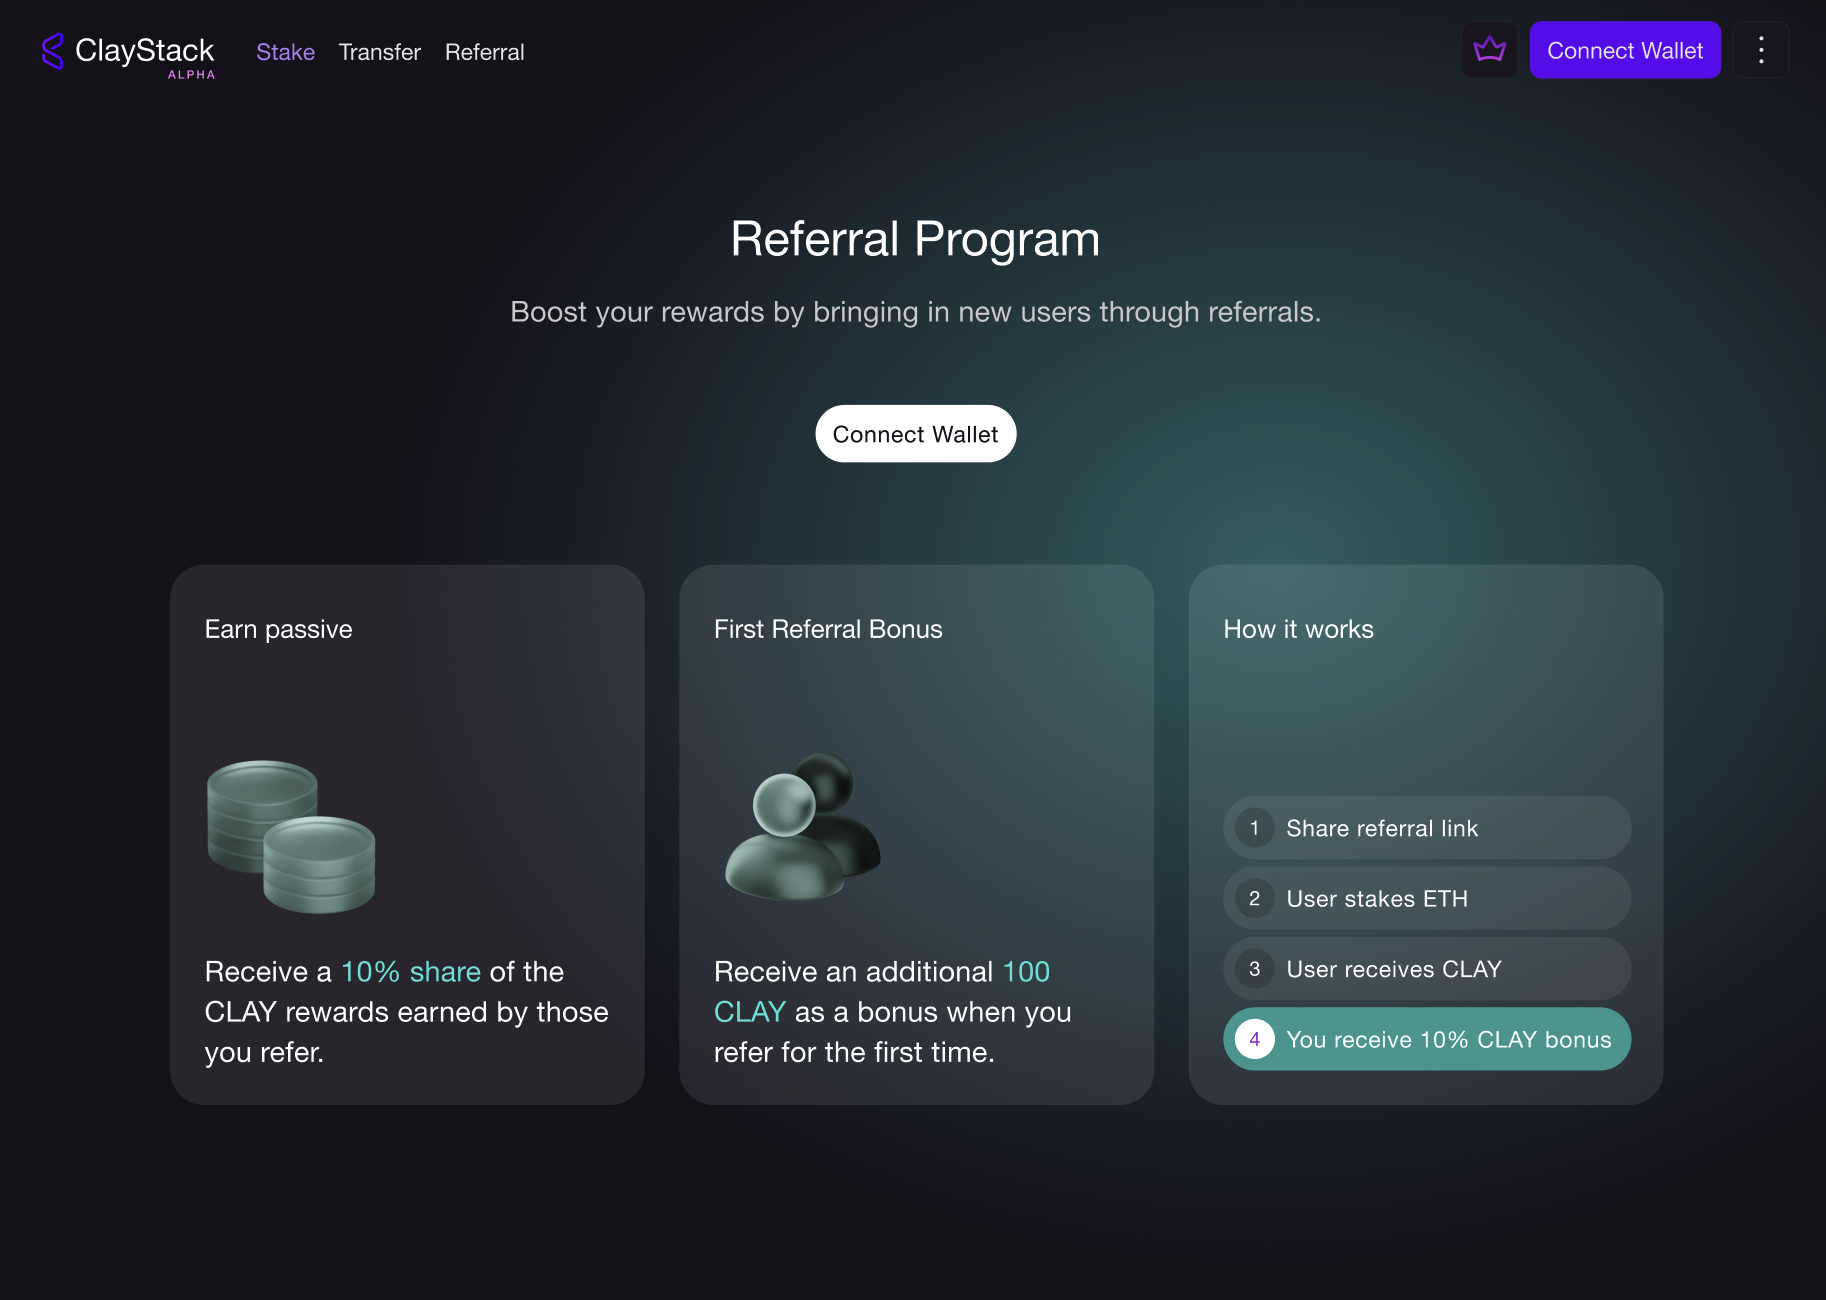 ClayStack
ALPHA
Stake
Transfer
Referral
Connect Wallet
Referral Program
Boost your rewards by bringing in new users through referrals.
Connect Wallet
Earn passive
Receive a 10% share of the
CLAY rewards earned by those
you refer.
First Referral Bonus
Receive an additional 100
CLAY as a bonus when you
refer for the first time.
How it works
1 Share referral link
2 User stakes ETH
3 User receives CLAY
4 You receive 10% CLAY bonus